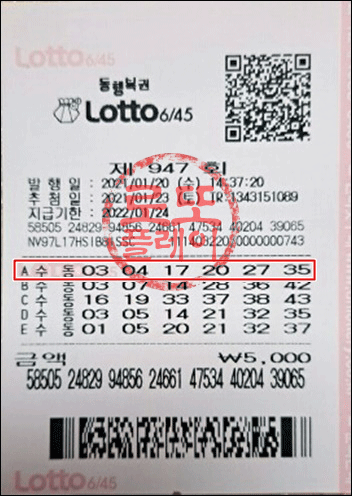 Lotto 6/45
동행복권
Lotto 6/45
제 947 회
발 행 일 : 2021/01/20 (수) 14:37:20
추 첨 일 : 2021/01/23 (토)
지급기한 : 2022/01/24
58505 24829 94856 24661 47534 40204 39065
로또
플레이
A 수 동 03 04 17 20 27 35
B 수 동 03 07 14 28 36 42
C 수 동 16 19 33 37 38 43
D 수 동 03 05 14 21 32 35
E 수 동 01 05 20 21 32 37
금액 ₩5,000
58505 24829 94856 24661 47534 40204 39065
Lotto 6/45